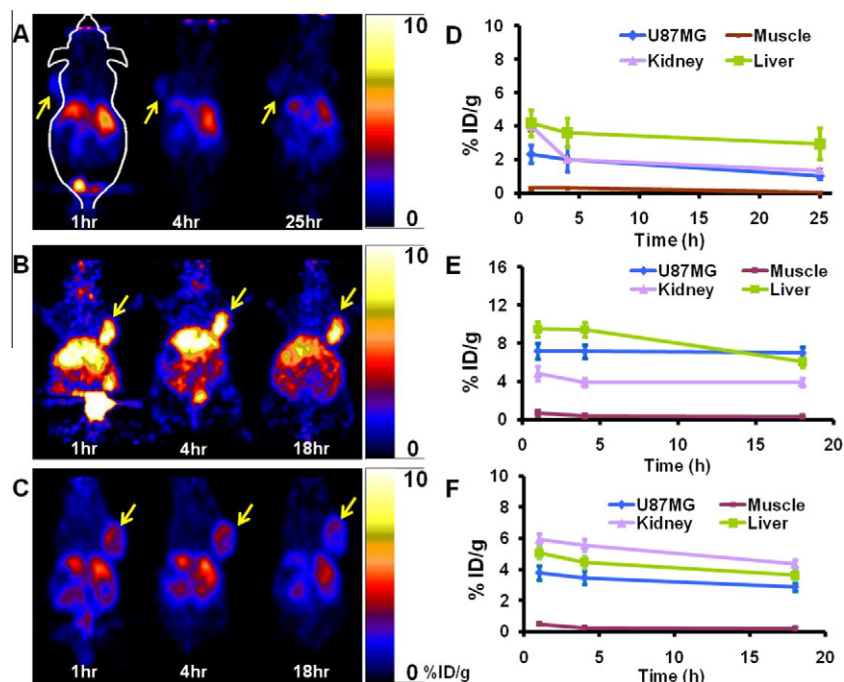 A
10
0
1hr
4hr
25hr
B
10
0
1hr
4hr
18hr
C
10
0 %ID/g
1hr
4hr
18hr
D
U87MG
Muscle
Kidney
Liver
% ID/g
10
8
6
4
2
0
0 5 10 15 20 25
Time (h)
E
U87MG
Muscle
Kidney
Liver
% ID/g
16
12
8
4
0
0 5 10 15 20
Time (h)
F
U87MG
Muscle
Kidney
Liver
% ID/g
10
8
6
4
2
0
0 5 10 15 20
Time (h)